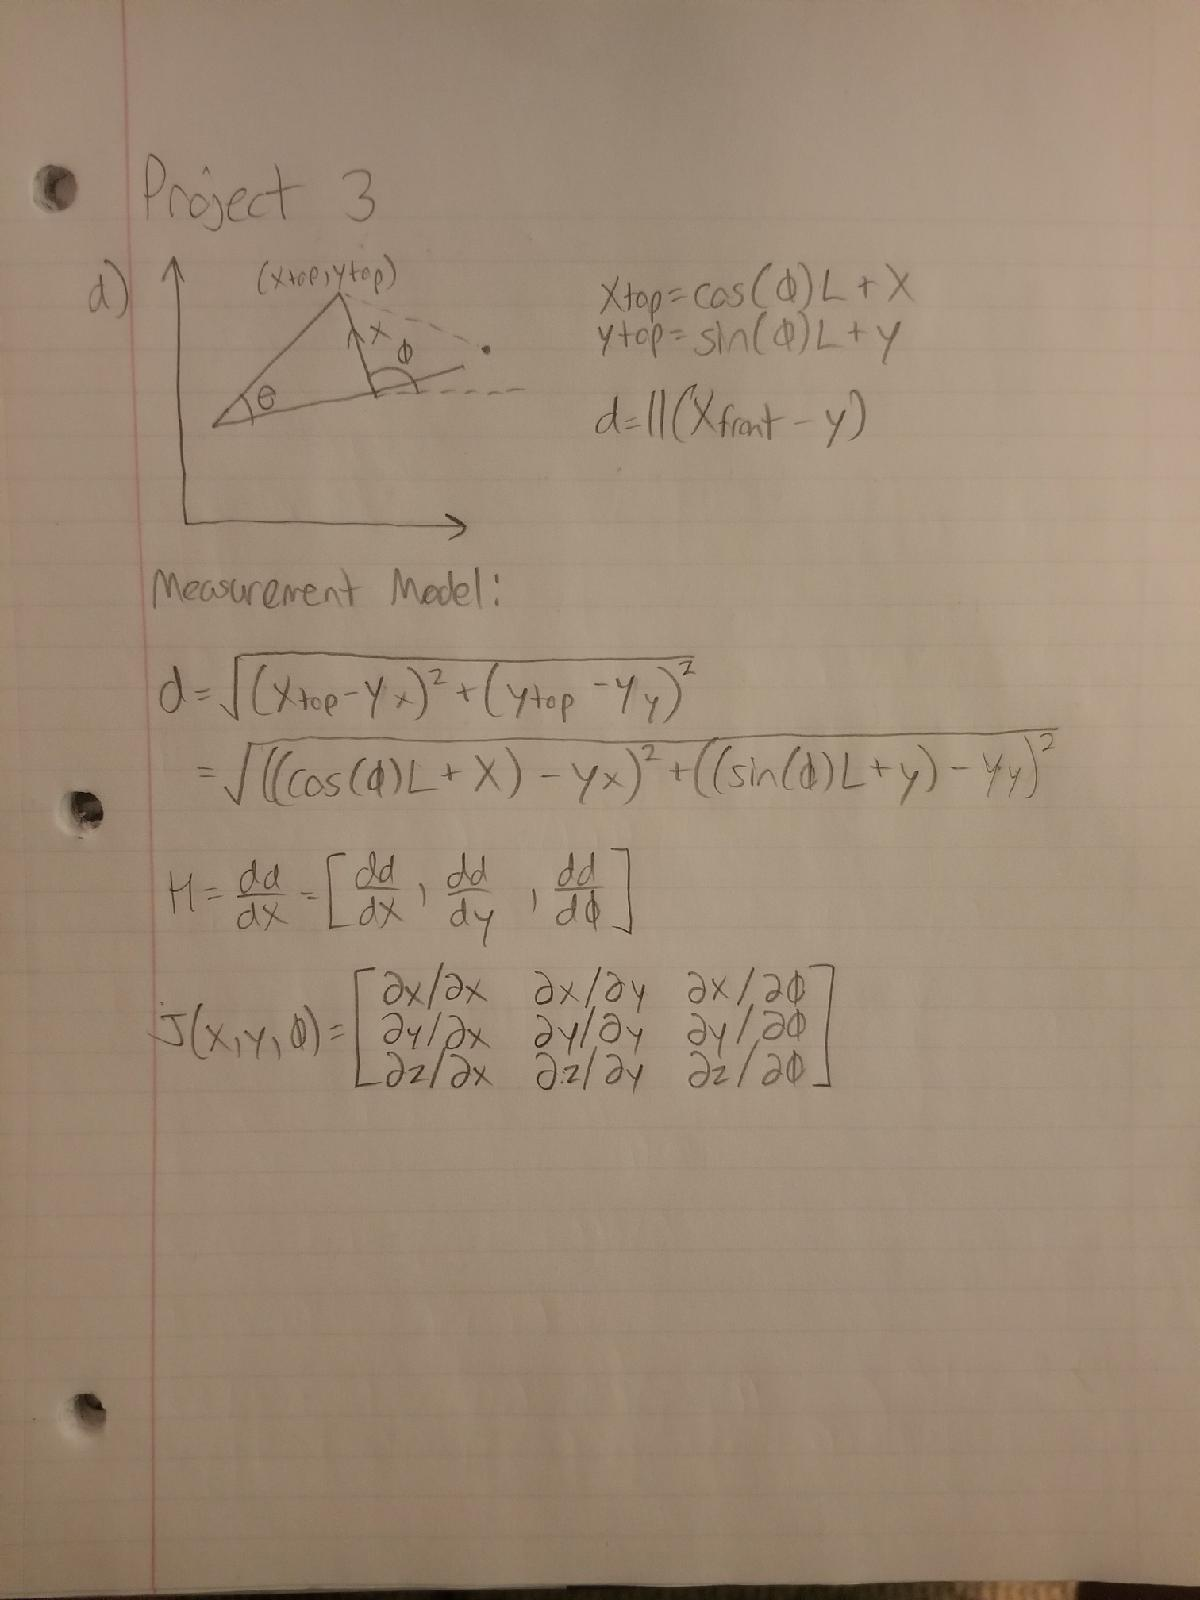 Project 3
d)
(xtop, ytop)
x
ϕ
θ
Xtop = cos(ϕ)L + X
ytop = sin(ϕ)L + y
d = ||(Xfront - y)
Measurement Model:
d = √((Xtop - Yx)² + (ytop - Yy)²
= √(((cos(ϕ)L + X) - Yx)² + ((sin(ϕ)L + y) - Yy)²
H = dd/dx = [dd/dx, dd/dy, dd/dϕ]
J(x, y, ϕ) = [∂x/∂x ∂x/∂y ∂x/∂ϕ
∂y/∂x ∂y/∂y ∂y/∂ϕ
∂z/∂x ∂z/∂y ∂z/∂ϕ]